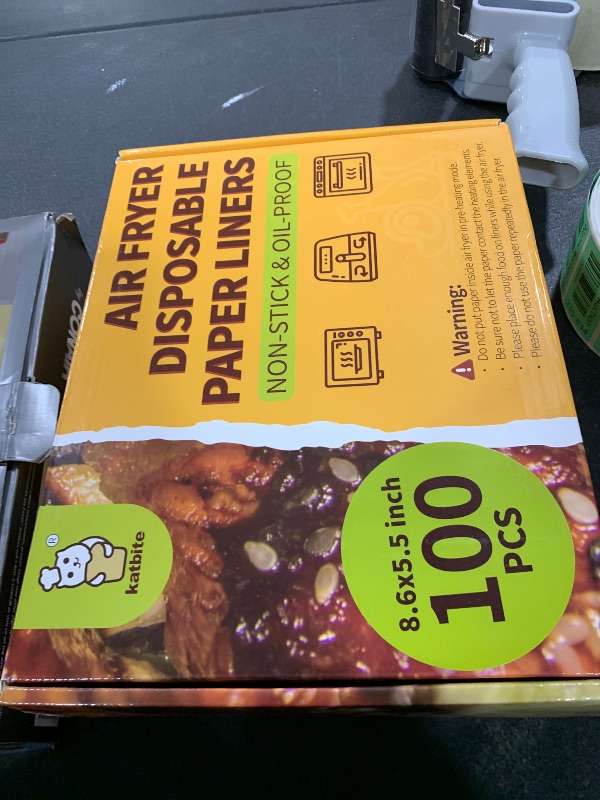 AIR FRYER
DISPOSABLE
PAPER LINERS
NON-STICK & OIL-PROOF
Warning:
· Do not put paper inside air fryer in pre-heating mode.
· Be sure not to let the paper contact the heating elements.
· Please place enough food on liners while using the air fryer.
· Please do not use the paper repeatedly in the air fryer.
®
katbite
8.6x5.5 inch
100
PCS